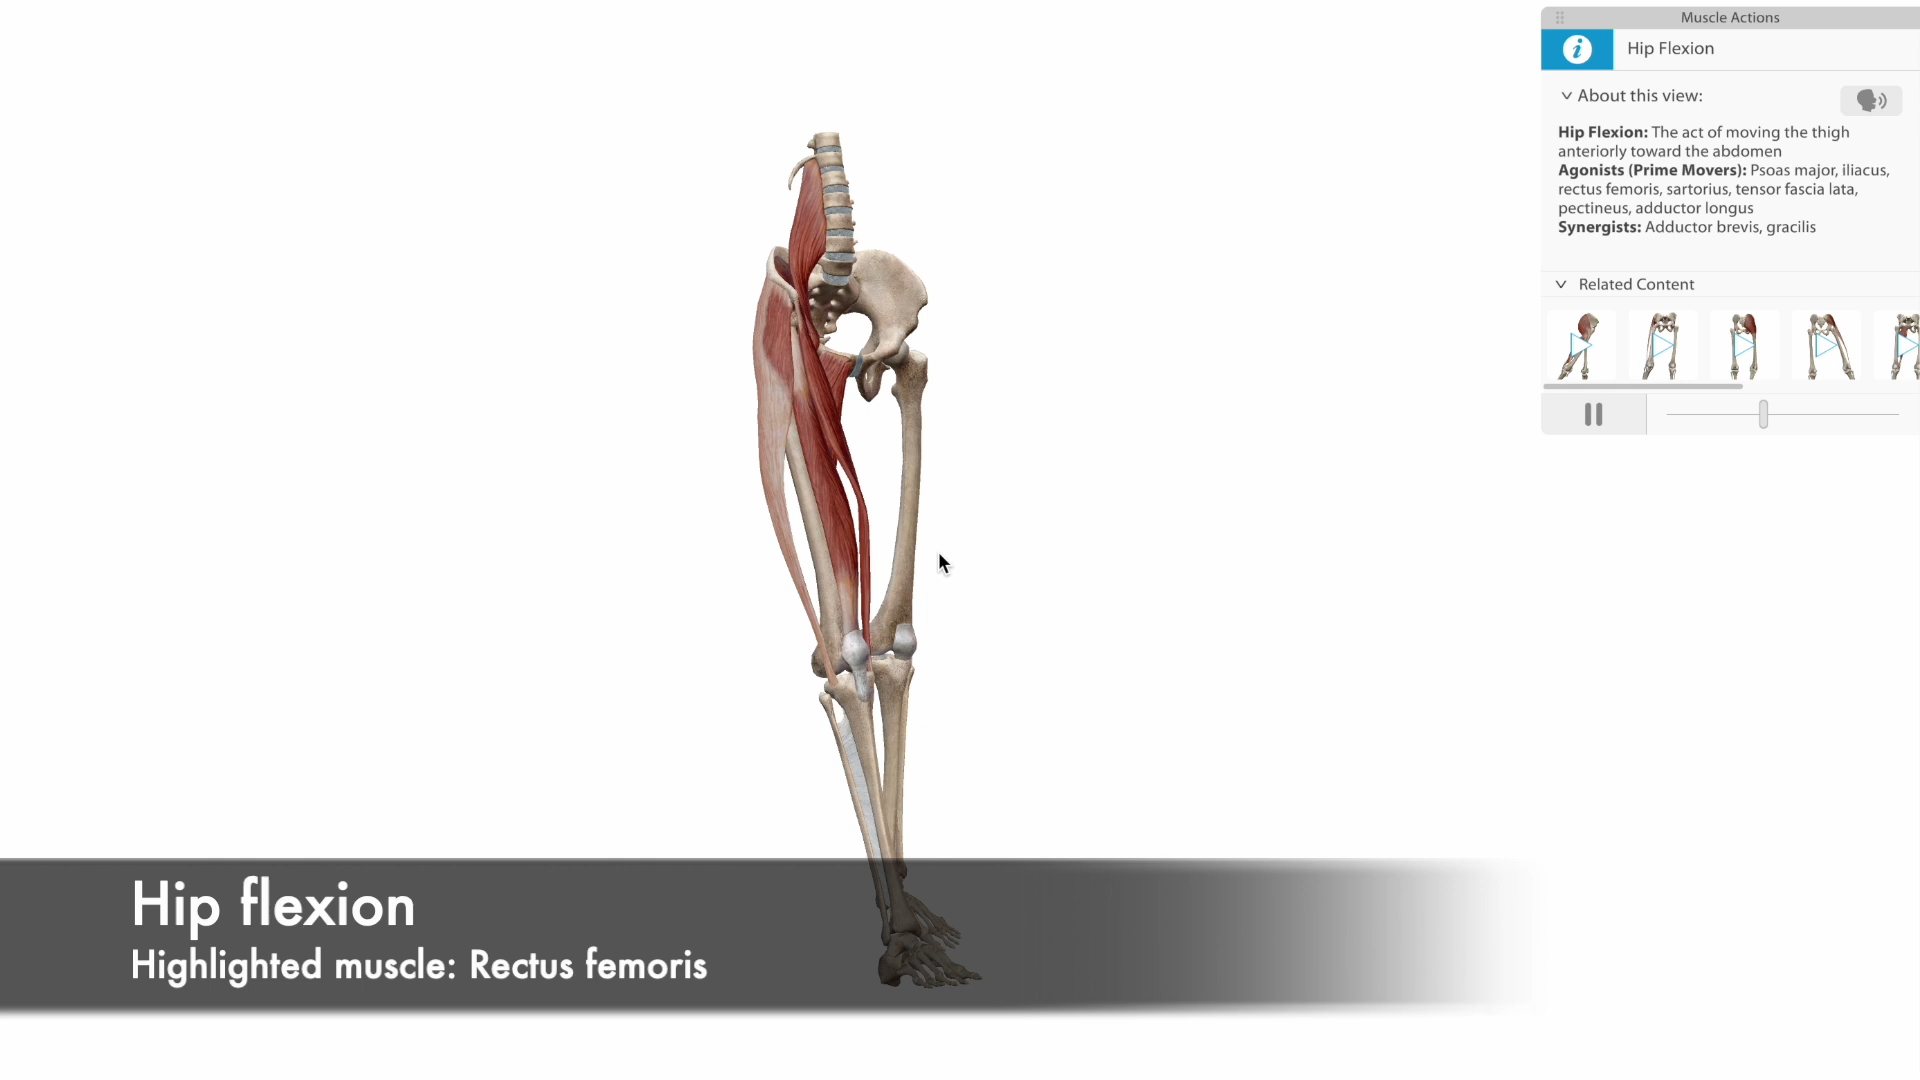 Muscle Actions
Hip Flexion
About this view:
Hip Flexion: The act of moving the thigh
anteriorly toward the abdomen
Agonists (Prime Movers): Psoas major, iliacus,
rectus femoris, sartorius, tensor fascia lata,
pectineus, adductor longus
Synergists: Adductor brevis, gracilis
Related Content
Hip flexion
Highlighted muscle: Rectus femoris